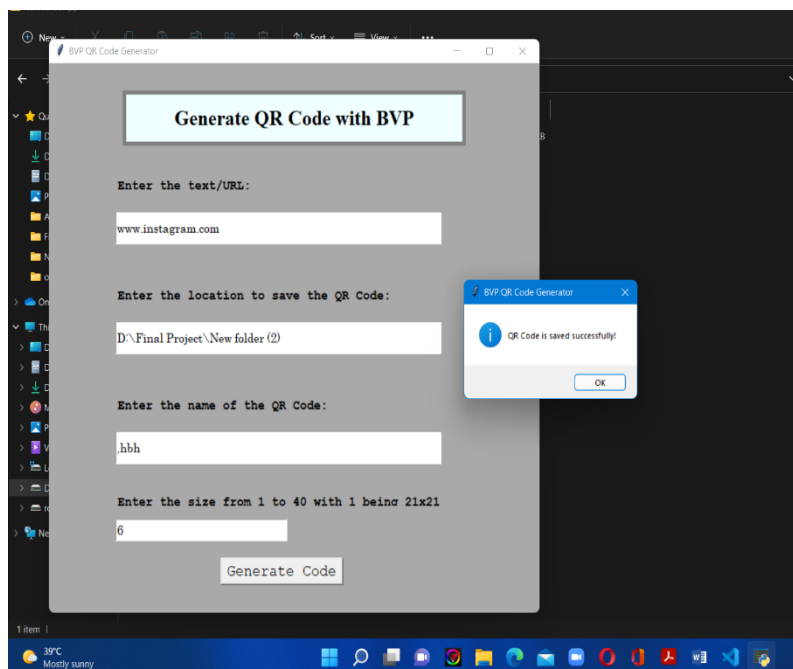 New
Sort
View
BVP QR Code Generator
Generate QR Code with BVP
Enter the text/URL:
www.instagram.com
Enter the location to save the QR Code:
D:\Final Project\New folder (2)
BVP QR Code Generator
QR Code is saved successfully!
OK
Enter the name of the QR Code:
,hbh
Enter the size from 1 to 40 with 1 being 21x21
6
Generate Code
1 item
39°C
Mostly sunny